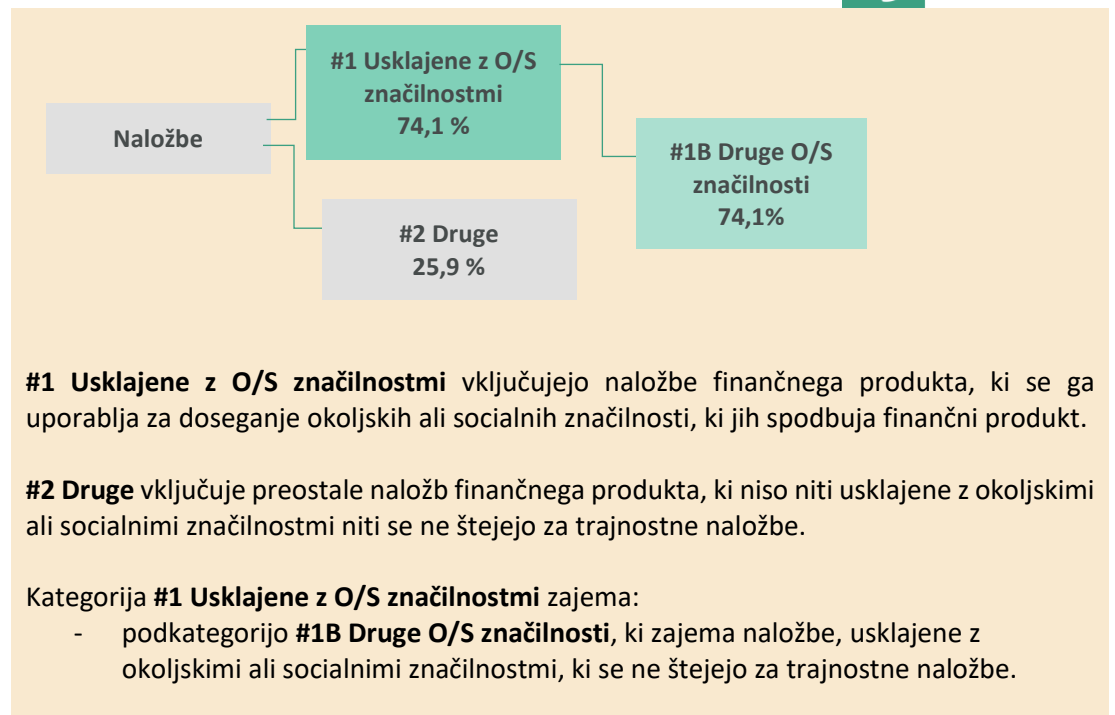 #1 Usklajene z O/S
značilnostmi
74,1 %
Naložbe
#1B Druge O/S
značilnosti
74,1%
#2 Druge
25,9 %
#1 Usklajene z O/S značilnostmi vključujejo naložbe finančnega produkta, ki se ga
uporablja za doseganje okoljskih ali socialnih značilnosti, ki jih spodbuja finančni produkt.
#2 Druge vključuje preostale naložb finančnega produkta, ki niso niti usklajene z okoljskimi
ali socialnimi značilnostmi niti se ne štejejo za trajnostne naložbe.
Kategorija #1 Usklajene z O/S značilnostmi zajema:
- podkategorijo #1B Druge O/S značilnosti, ki zajema naložbe, usklajene z
okoljskimi ali socialnimi značilnostmi, ki se ne štejejo za trajnostne naložbe.